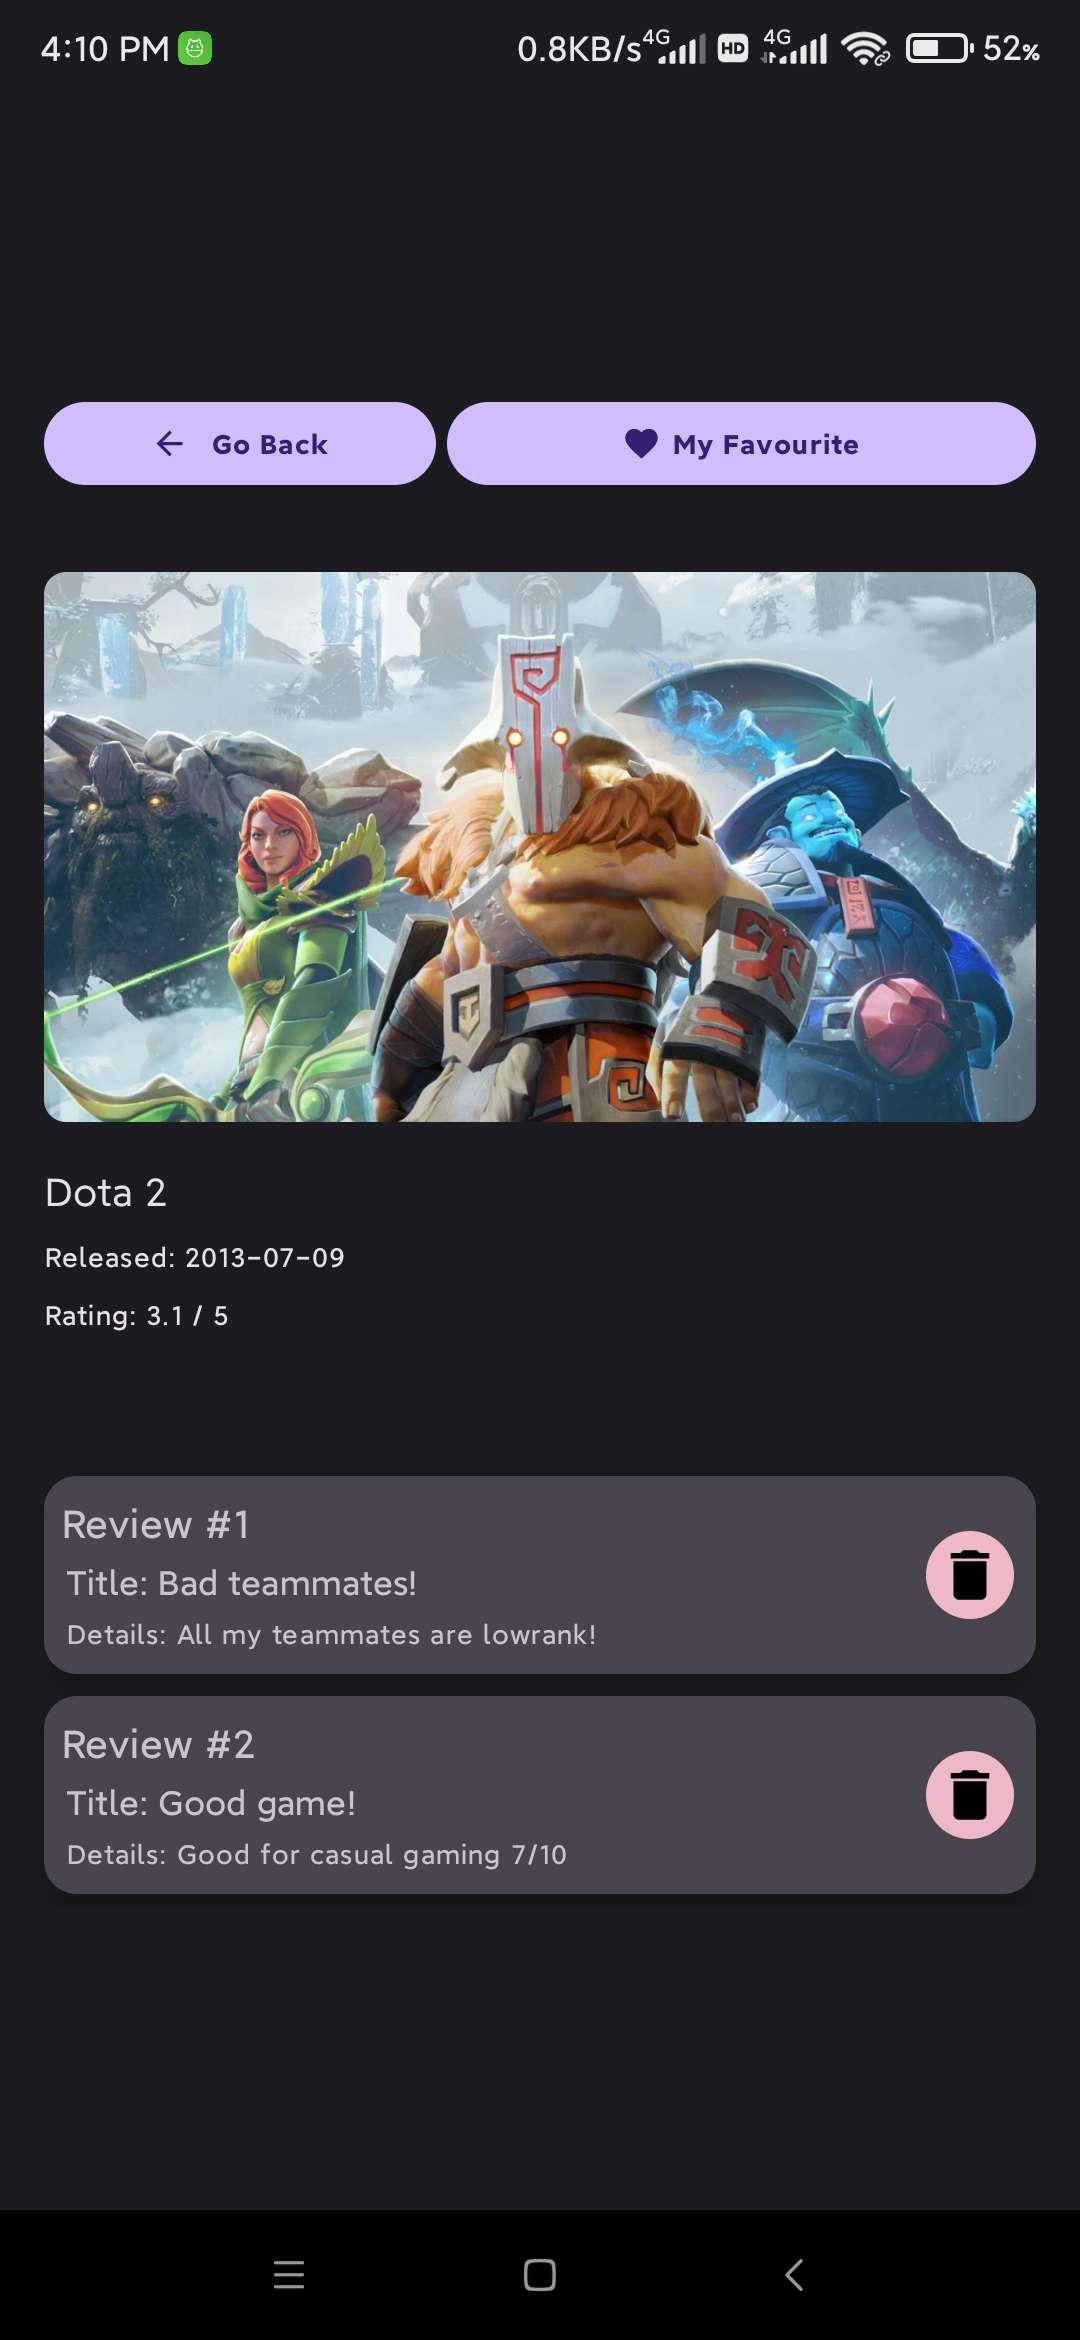 4:10 PM
0.8KB/s 4G HD 4G 52%
Go Back
My Favourite
Dota 2
Released: 2013-07-09
Rating: 3.1 / 5
Review #1
Title: Bad teammates!
Details: All my teammates are lowrank!
Review #2
Title: Good game!
Details: Good for casual gaming 7/10